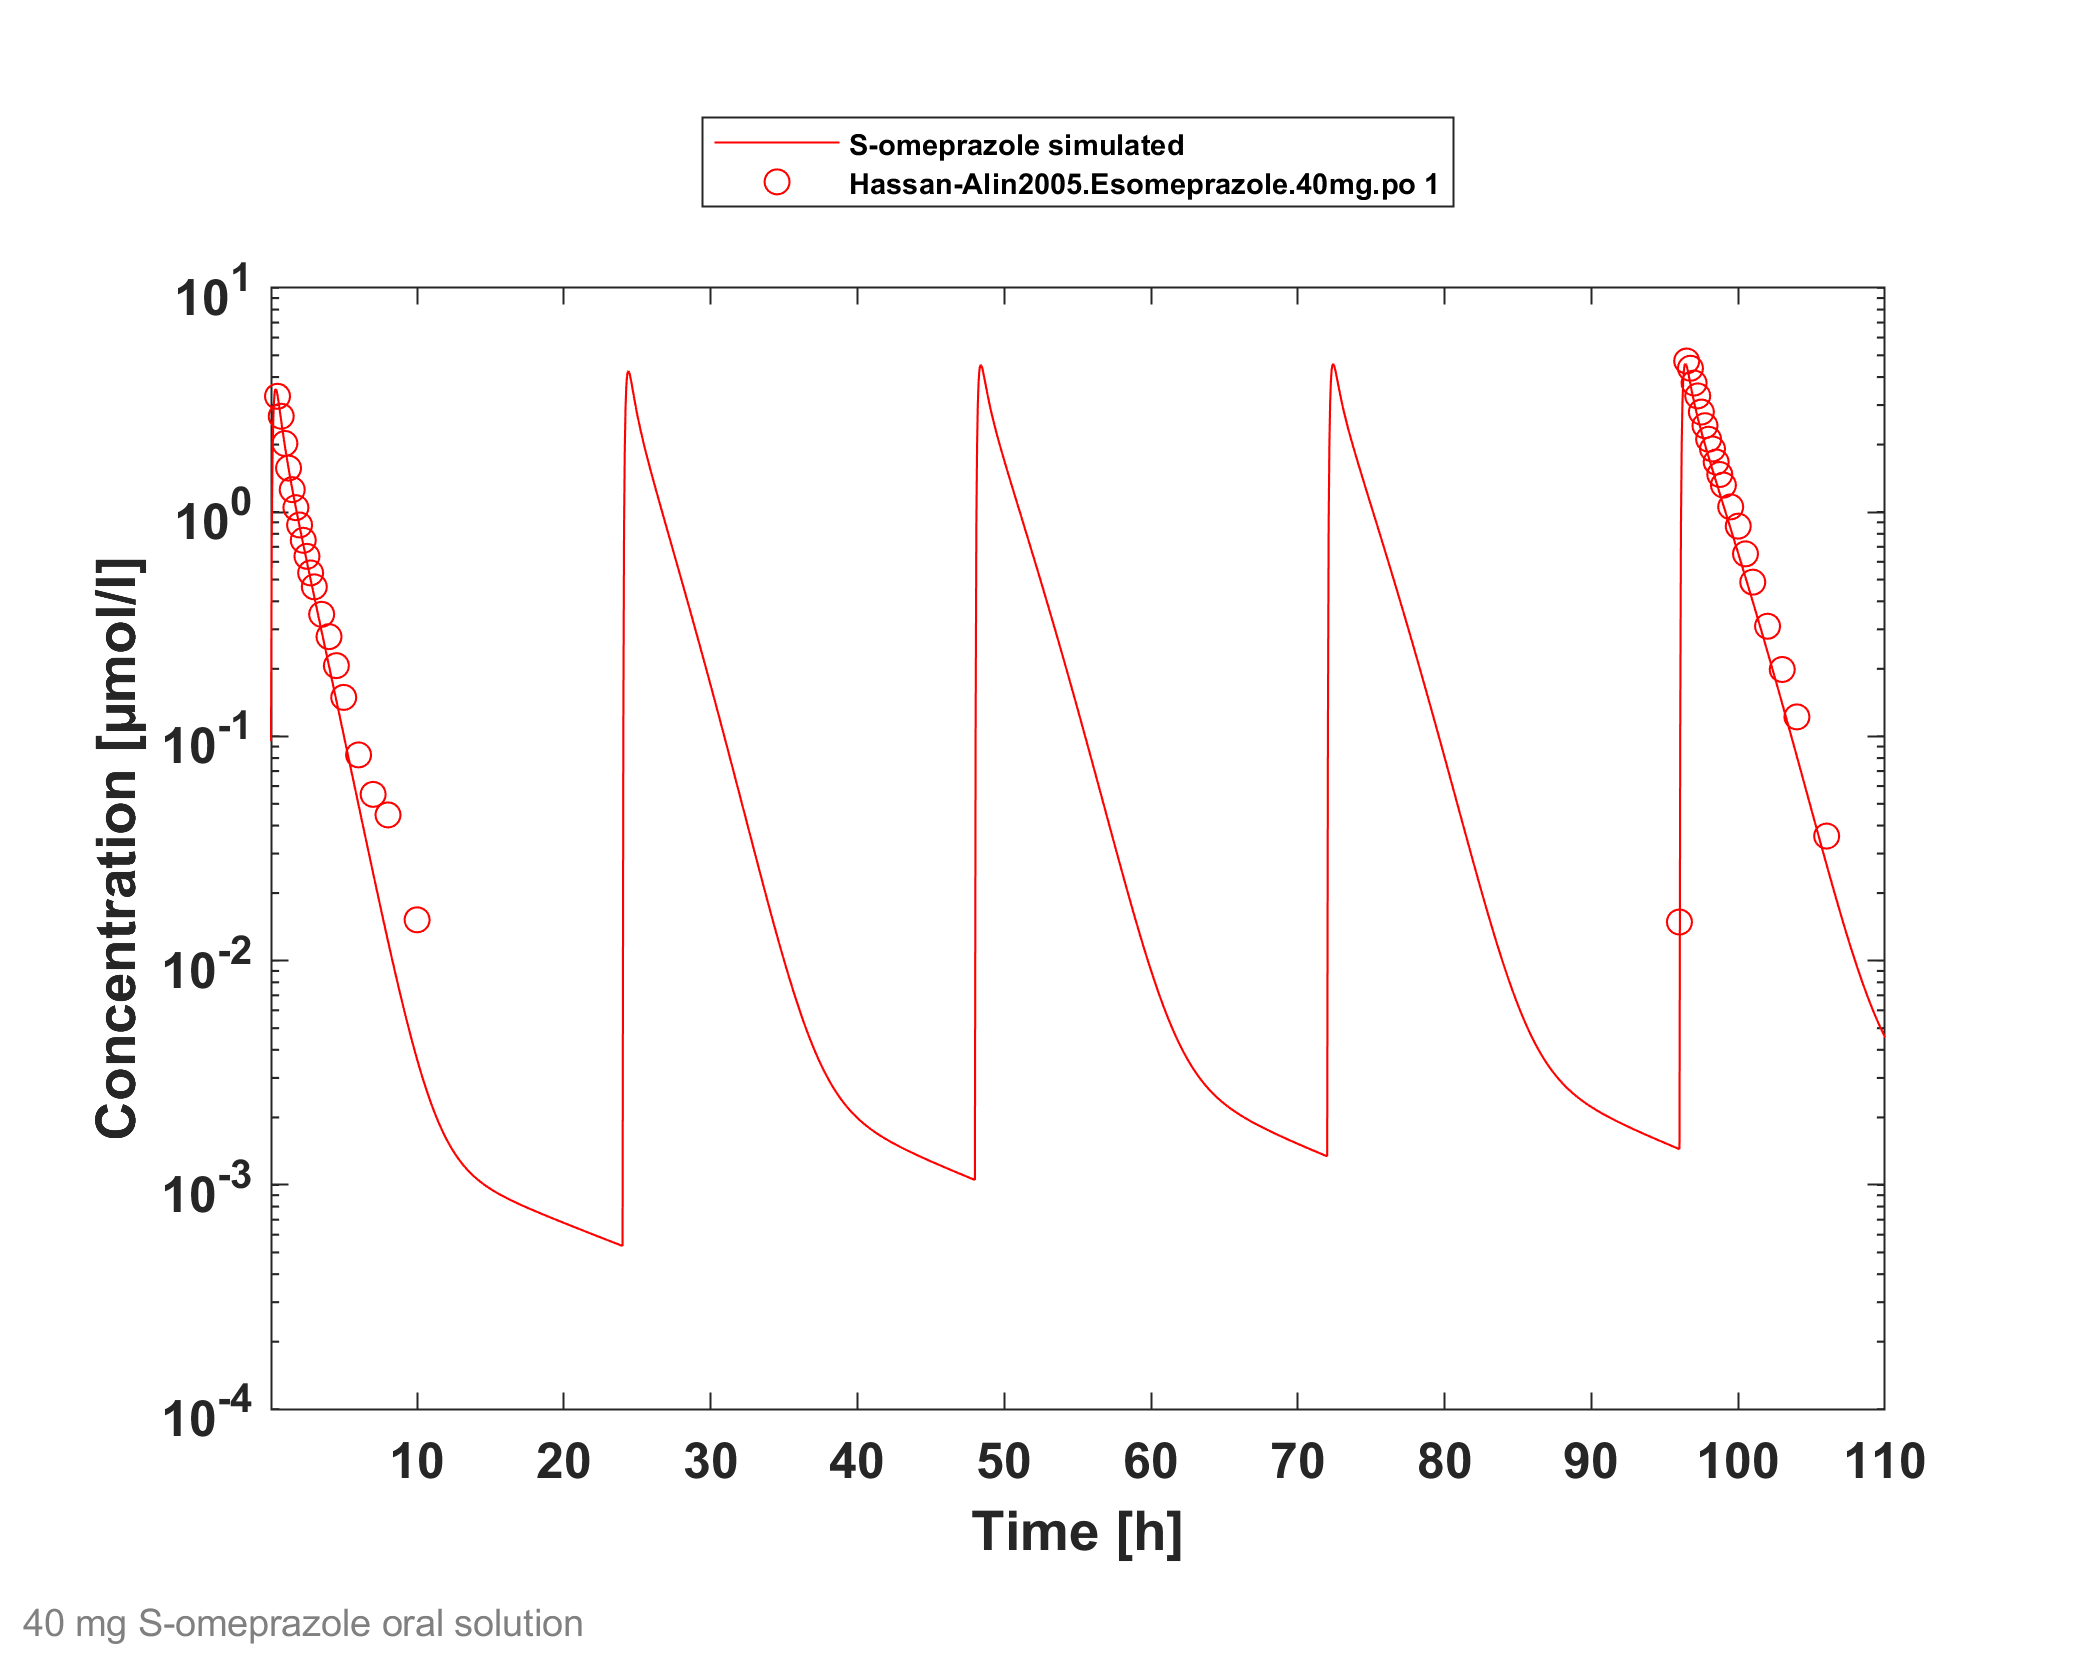 S-omeprazole simulated
Hassan-Alin2005.Esomeprazole.40mg.po 1
10^1
10^0
10^-1
10^-2
10^-3
10^-4
Concentration [µmol/l]
10 20 30 40 50 60 70 80 90 100 110
Time [h]
40 mg S-omeprazole oral solution